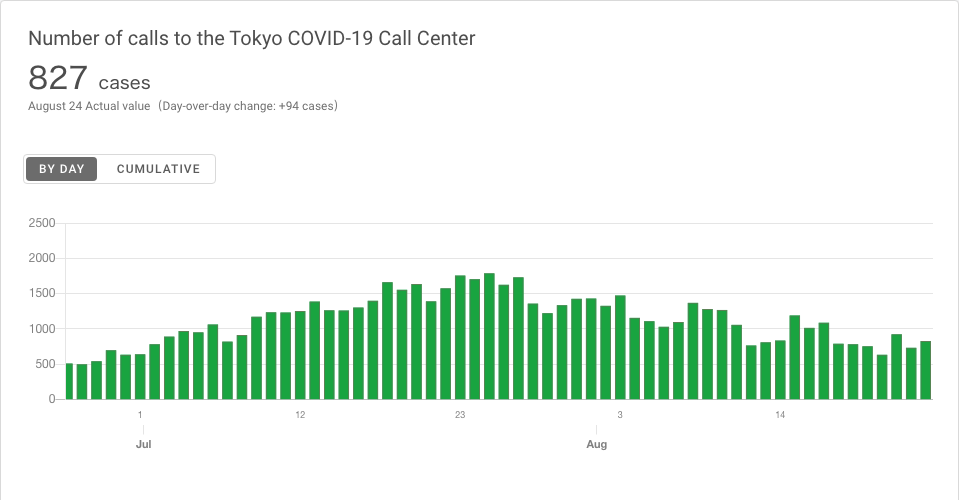 Number of calls to the Tokyo COVID-19 Call Center
827 cases
August 24 Actual value（Day-over-day change: +94 cases）
BY DAY CUMULATIVE
2500
2000
1500
1000
500
0
1 12 23 3 14
Jul Aug